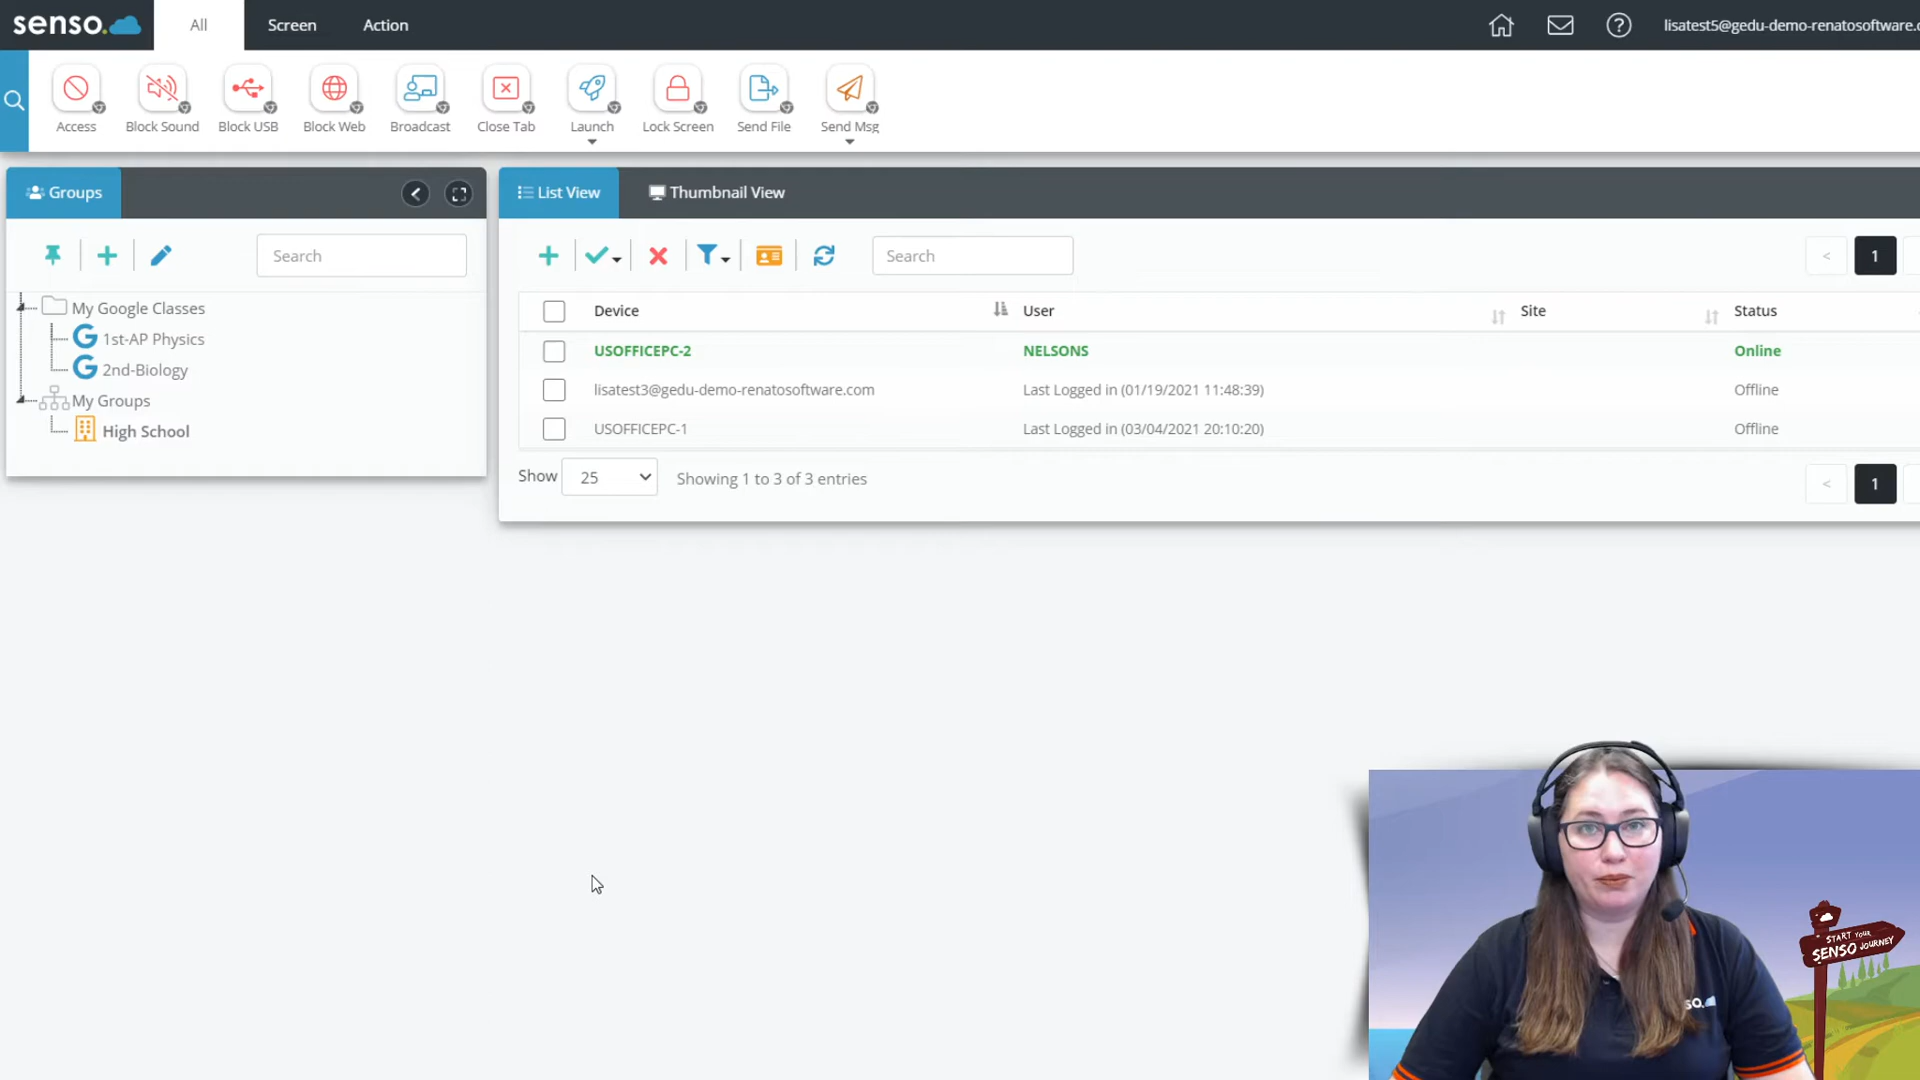 senso.
All
Screen
Action
lisatest5@gedu-demo-renatosoftware.c
Access
Block Sound
Block USB
Block Web
Broadcast
Close Tab
Launch
Lock Screen
Send File
Send Msg
Groups
List View
Thumbnail View
Search
Search
<
1
My Google Classes
1st-AP Physics
2nd-Biology
My Groups
High School
Device
User
Site
Status
USOFFICEPC-2
NELSONS
Online
lisatest3@gedu-demo-renatosoftware.com
Last Logged in (01/19/2021 11:48:39)
Offline
USOFFICEPC-1
Last Logged in (03/04/2021 20:10:20)
Offline
Show
25
Showing 1 to 3 of 3 entries
<
1
START YOUR
SENSO JOURNEY
so.